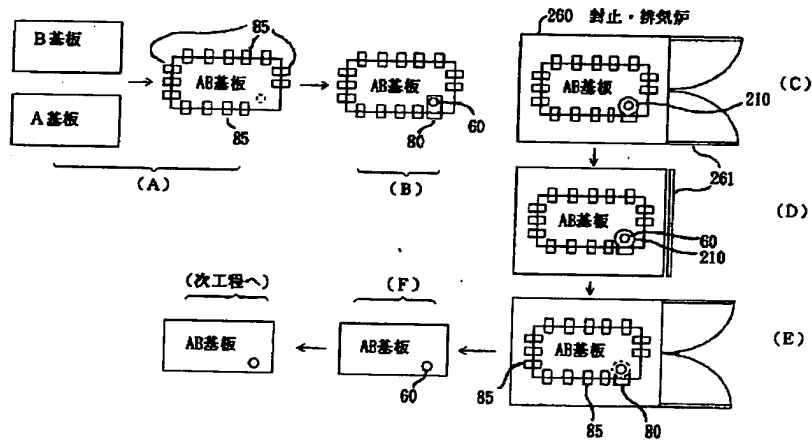 B基板
A基板
85
AB基板
85
(A)
AB基板
60
80
(B)
260 封止・排気炉
AB基板
210
(C)
261
AB基板
60
210
(D)
AB基板
85
85
80
(E)
(F)
AB基板
60
(次工程へ)
AB基板